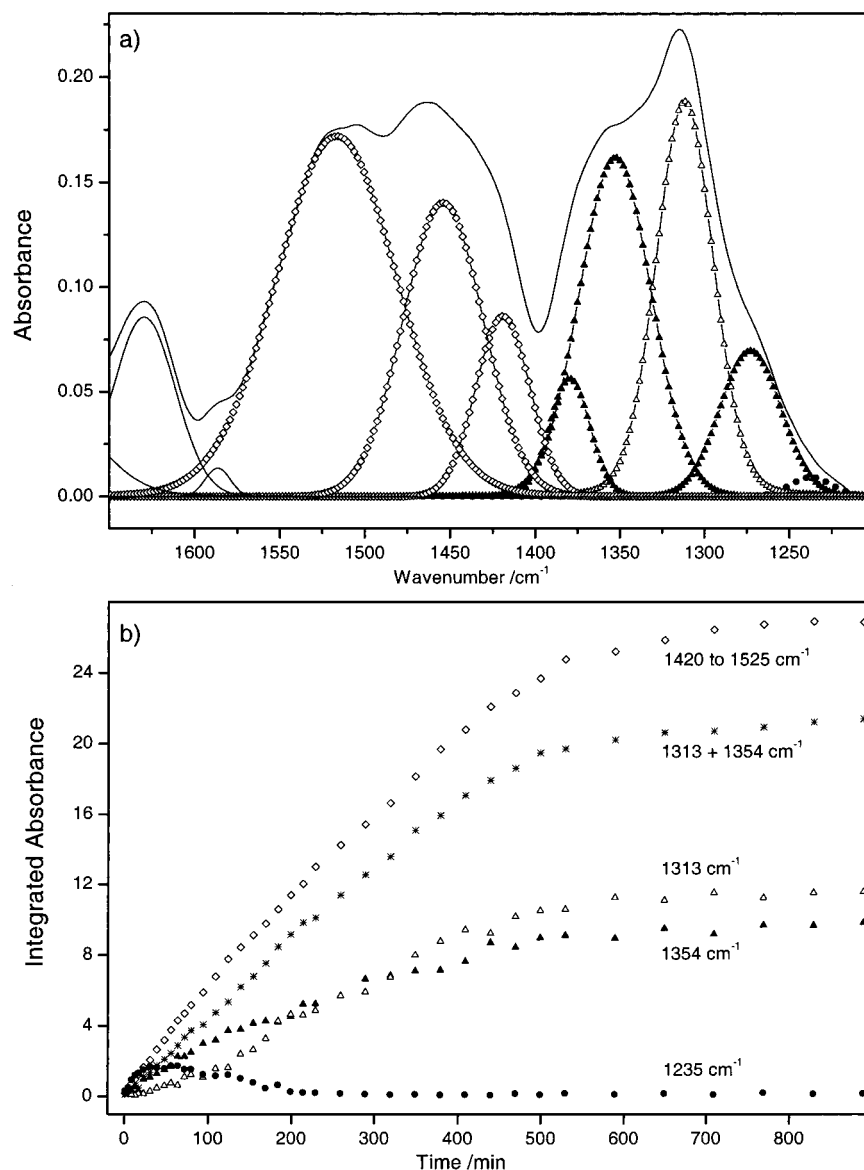 a)
0.20
0.15
0.10
0.05
0.00
Absorbance
1600 1550 1500 1450 1400 1350 1300 1250
Wavenumber /cm⁻¹
b)
24
20
16
12
8
4
0
Integrated Absorbance
1420 to 1525 cm⁻¹
1313 + 1354 cm⁻¹
1313 cm⁻¹
1354 cm⁻¹
1235 cm⁻¹
0 100 200 300 400 500 600 700 800
Time /min